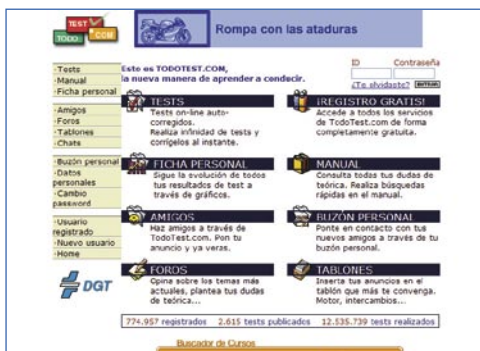 TEST
TODO .COM
Rompa con las ataduras
ID Contraseña
¿Te olvidaste? ENTRAR
Este es TODOTEST.COM,
la nueva manera de aprender a conducir.
·Tests
·Manual
·Ficha personal
·Amigos
·Foros
·Tablones
·Chats
·Buzón personal
·Datos
personales
·Cambio
password
·Usuario
registrado
·Nuevo usuario
·Home
DGT
TESTS
Tests on-line auto-
corregidos.
Realiza infinidad de tests y
corrígelos al instante.
¡REGISTRO GRATIS!
Accede a todos los servicios
de TodoTest.com de forma
completamente gratuita.
FICHA PERSONAL
Sigue la evolución de todos
tus resultados de test a
través de gráficos.
MANUAL
Consulta todas tus dudas de
teórica. Realiza búsquedas
rápidas en el manual.
AMIGOS
Haz amigos a través de
TodoTest.com. Pon tu
anuncio y ya veras.
BUZÓN PERSONAL
Ponte en contacto con tus
nuevos amigos a través de tu
buzón personal.
FOROS
Opina sobre los temas más
actuales, plantea tus dudas
de teórica...
TABLONES
Inserta tus anuncios en el
tablón que más te convenga.
Motor, intercambios...
774.957 registrados 2.615 tests publicados 12.535.739 tests realizados
Buscador de Cursos